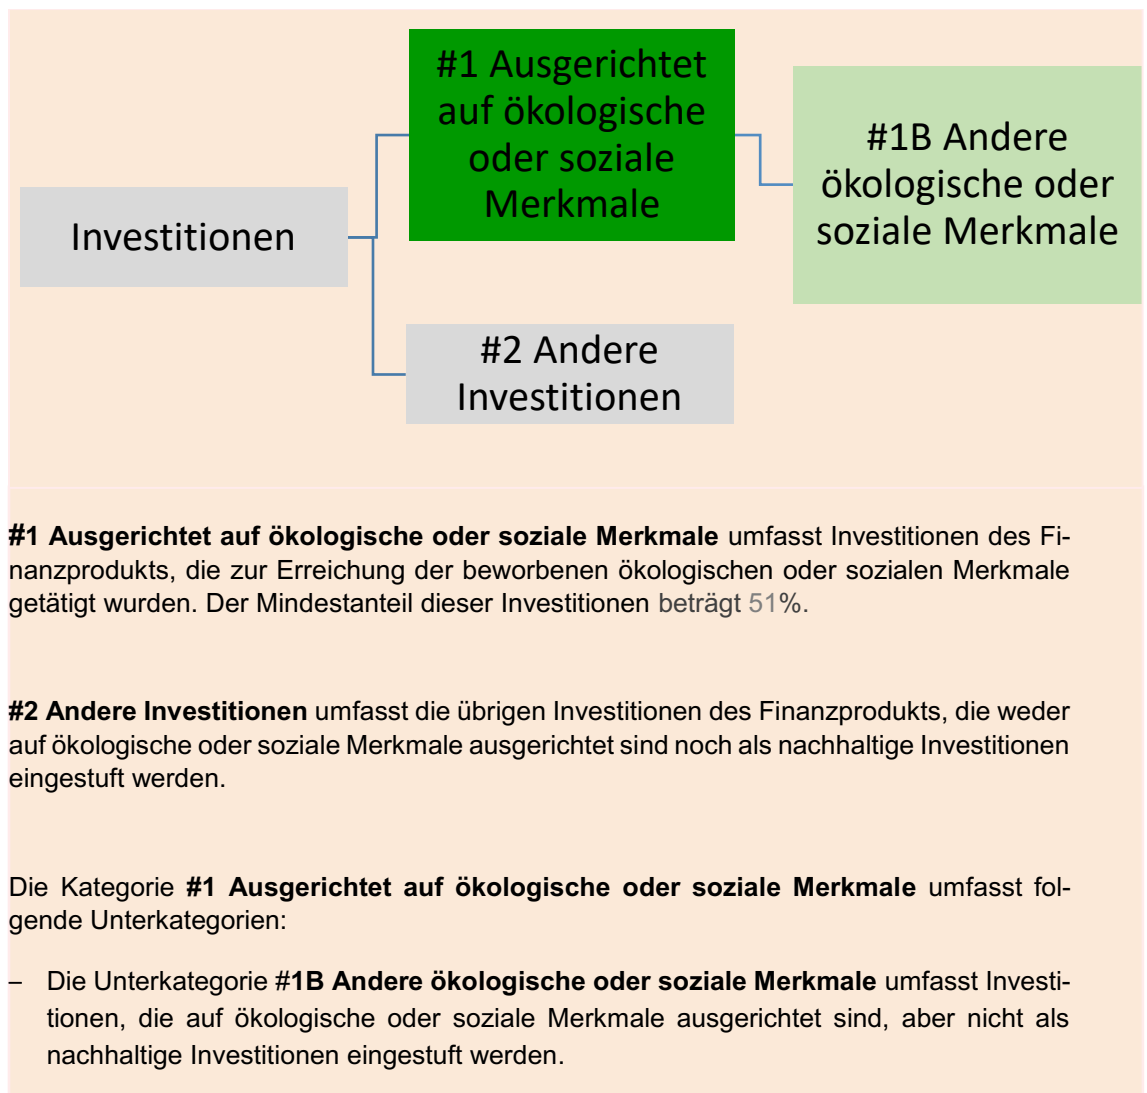 #1 Ausgerichtet
auf ökologische
oder soziale
Merkmale
#1B Andere
ökologische oder
soziale Merkmale
Investitionen
#2 Andere
Investitionen
#1 Ausgerichtet auf ökologische oder soziale Merkmale umfasst Investitionen des Fi-
nanzprodukts, die zur Erreichung der beworbenen ökologischen oder sozialen Merkmale
getätigt wurden. Der Mindestanteil dieser Investitionen beträgt 51%.
#2 Andere Investitionen umfasst die übrigen Investitionen des Finanzprodukts, die weder
auf ökologische oder soziale Merkmale ausgerichtet sind noch als nachhaltige Investitionen
eingestuft werden.
Die Kategorie #1 Ausgerichtet auf ökologische oder soziale Merkmale umfasst fol-
gende Unterkategorien:
– Die Unterkategorie #1B Andere ökologische oder soziale Merkmale umfasst Investi-
tionen, die auf ökologische oder soziale Merkmale ausgerichtet sind, aber nicht als
nachhaltige Investitionen eingestuft werden.